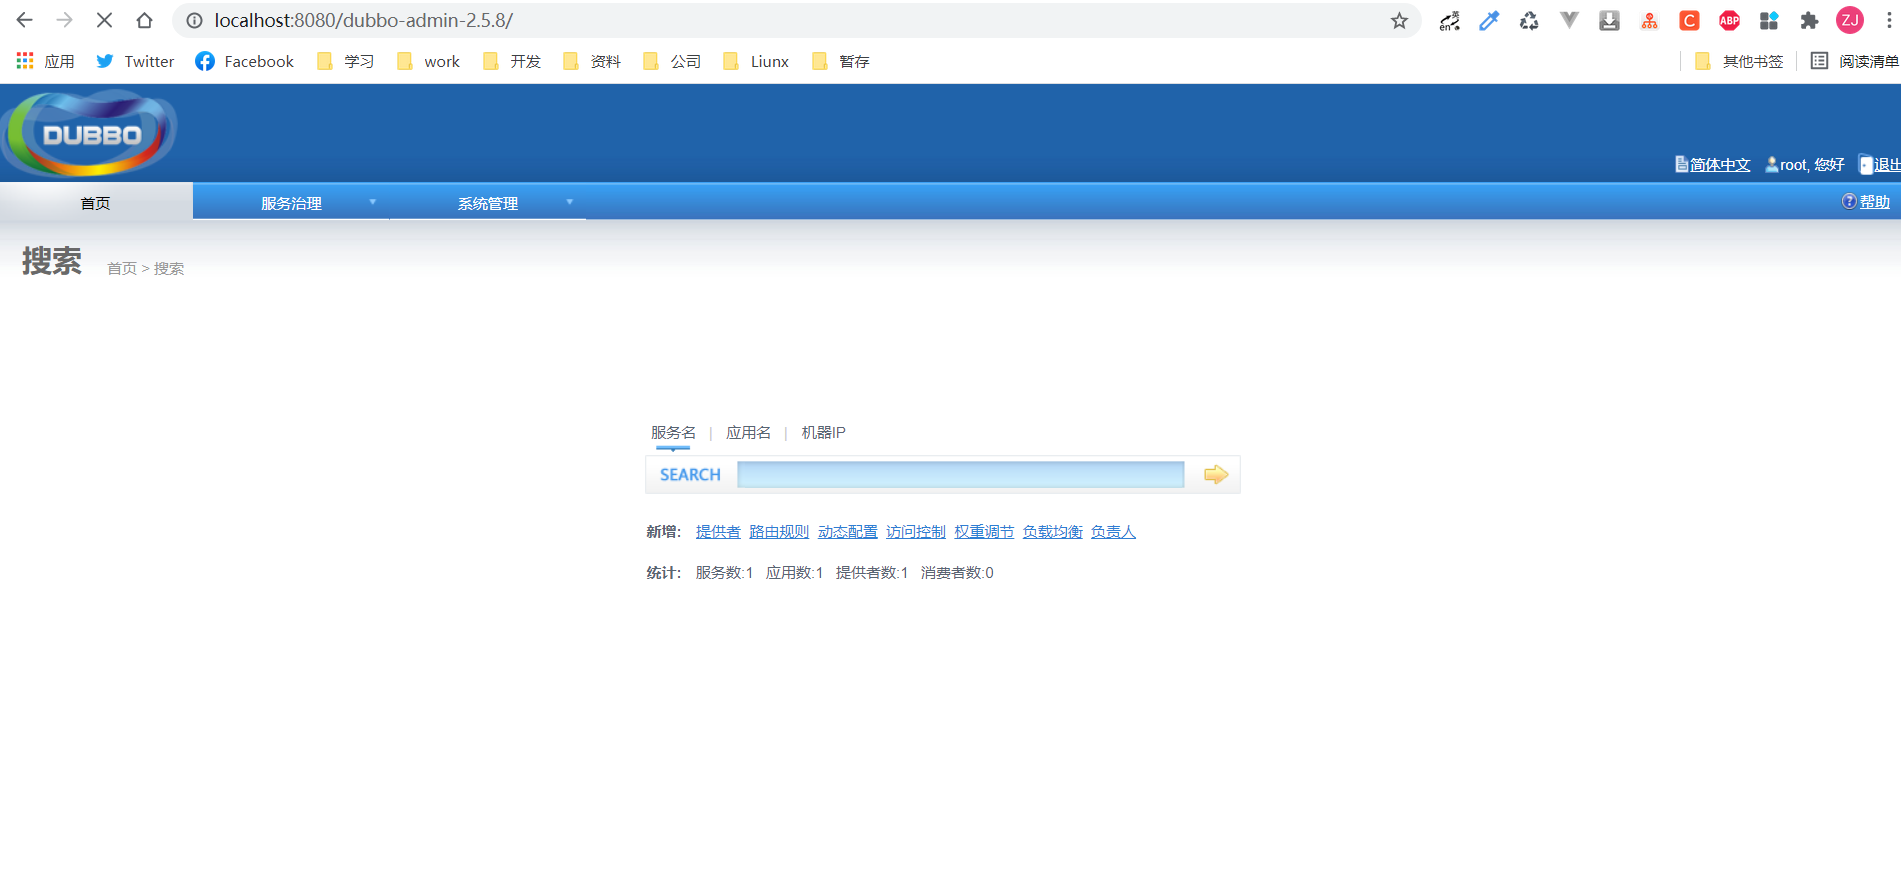 localhost:8080/dubbo-admin-2.5.8/
英 en
C
ABP
ZJ
应用 Twitter Facebook 学习 work 开发 资料 公司 Liunx 暂存 其他书签 阅读清单
DUBBO
简体中文 root, 您好 退出
首页 服务治理 系统管理 ? 帮助
搜索 首页 > 搜索
服务名 | 应用名 | 机器IP
SEARCH
新增: 提供者 路由规则 动态配置 访问控制 权重调节 负载均衡 负责人
统计: 服务数:1 应用数:1 提供者数:1 消费者数:0